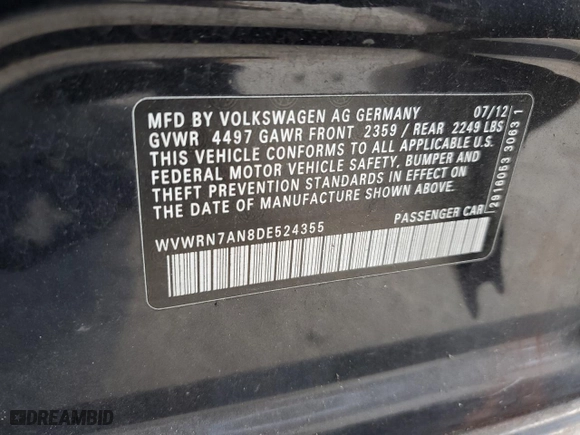 MFD BY VOLKSWAGEN AG GERMANY 07/12
GVWR 4497 GAWR FRONT 2359 / REAR 2249 LBS
THIS VEHICLE CONFORMS TO ALL APPLICABLE U.S.
FEDERAL MOTOR VEHICLE SAFETY, BUMPER AND
THEFT PREVENTION STANDARDS IN EFFECT ON
THE DATE OF MANUFACTURE SHOWN ABOVE.
WVWRN7AN8DE524355 PASSENGER CAR
2916053 30631
DREAMBID